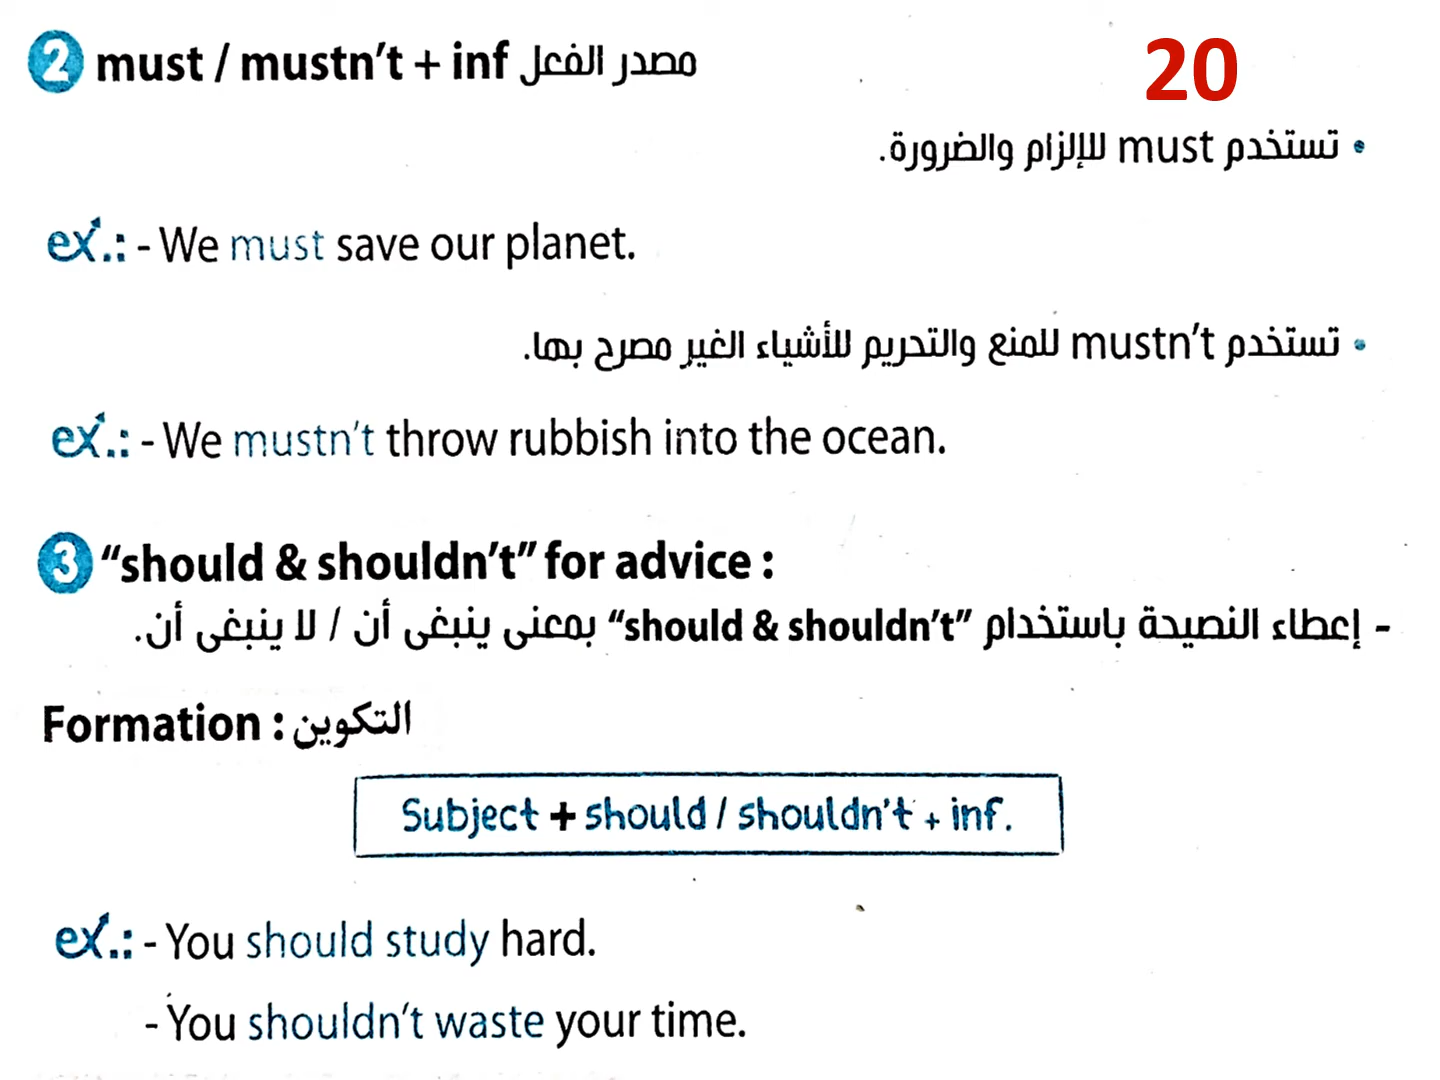 2 must / mustn't + inf مصدر الفعل
20
• تستخدم must للإلزام والضرورة.
ex.: - We must save our planet.
• تستخدم mustn't للمنع والتحريم للأشياء الغير مصرح بها.
ex.: - We mustn't throw rubbish into the ocean.
3 “should & shouldn't” for advice :
- إعطاء النصيحة باستخدام “should & shouldn't” بمعنى ينبغى أن / لا ينبغى أن.
Formation : التكوين
Subject + should / shouldn't + inf.
ex.: - You should study hard.
- You shouldn't waste your time.